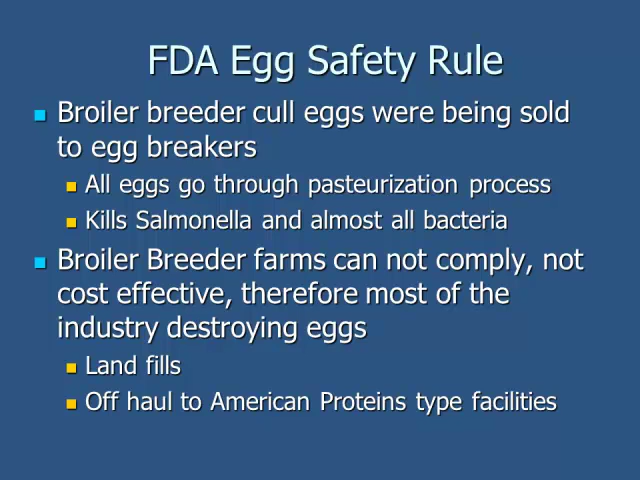 FDA Egg Safety Rule
Broiler breeder cull eggs were being sold
to egg breakers
All eggs go through pasteurization process
Kills Salmonella and almost all bacteria
Broiler Breeder farms can not comply, not
cost effective, therefore most of the
industry destroying eggs
Land fills
Off haul to American Proteins type facilities